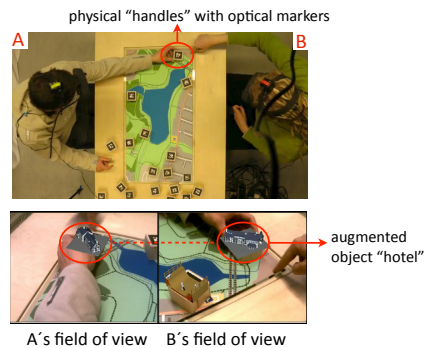 physical “handles” with optical markers
A
B
augmented
object “hotel”
A´s field of view
B´s field of view